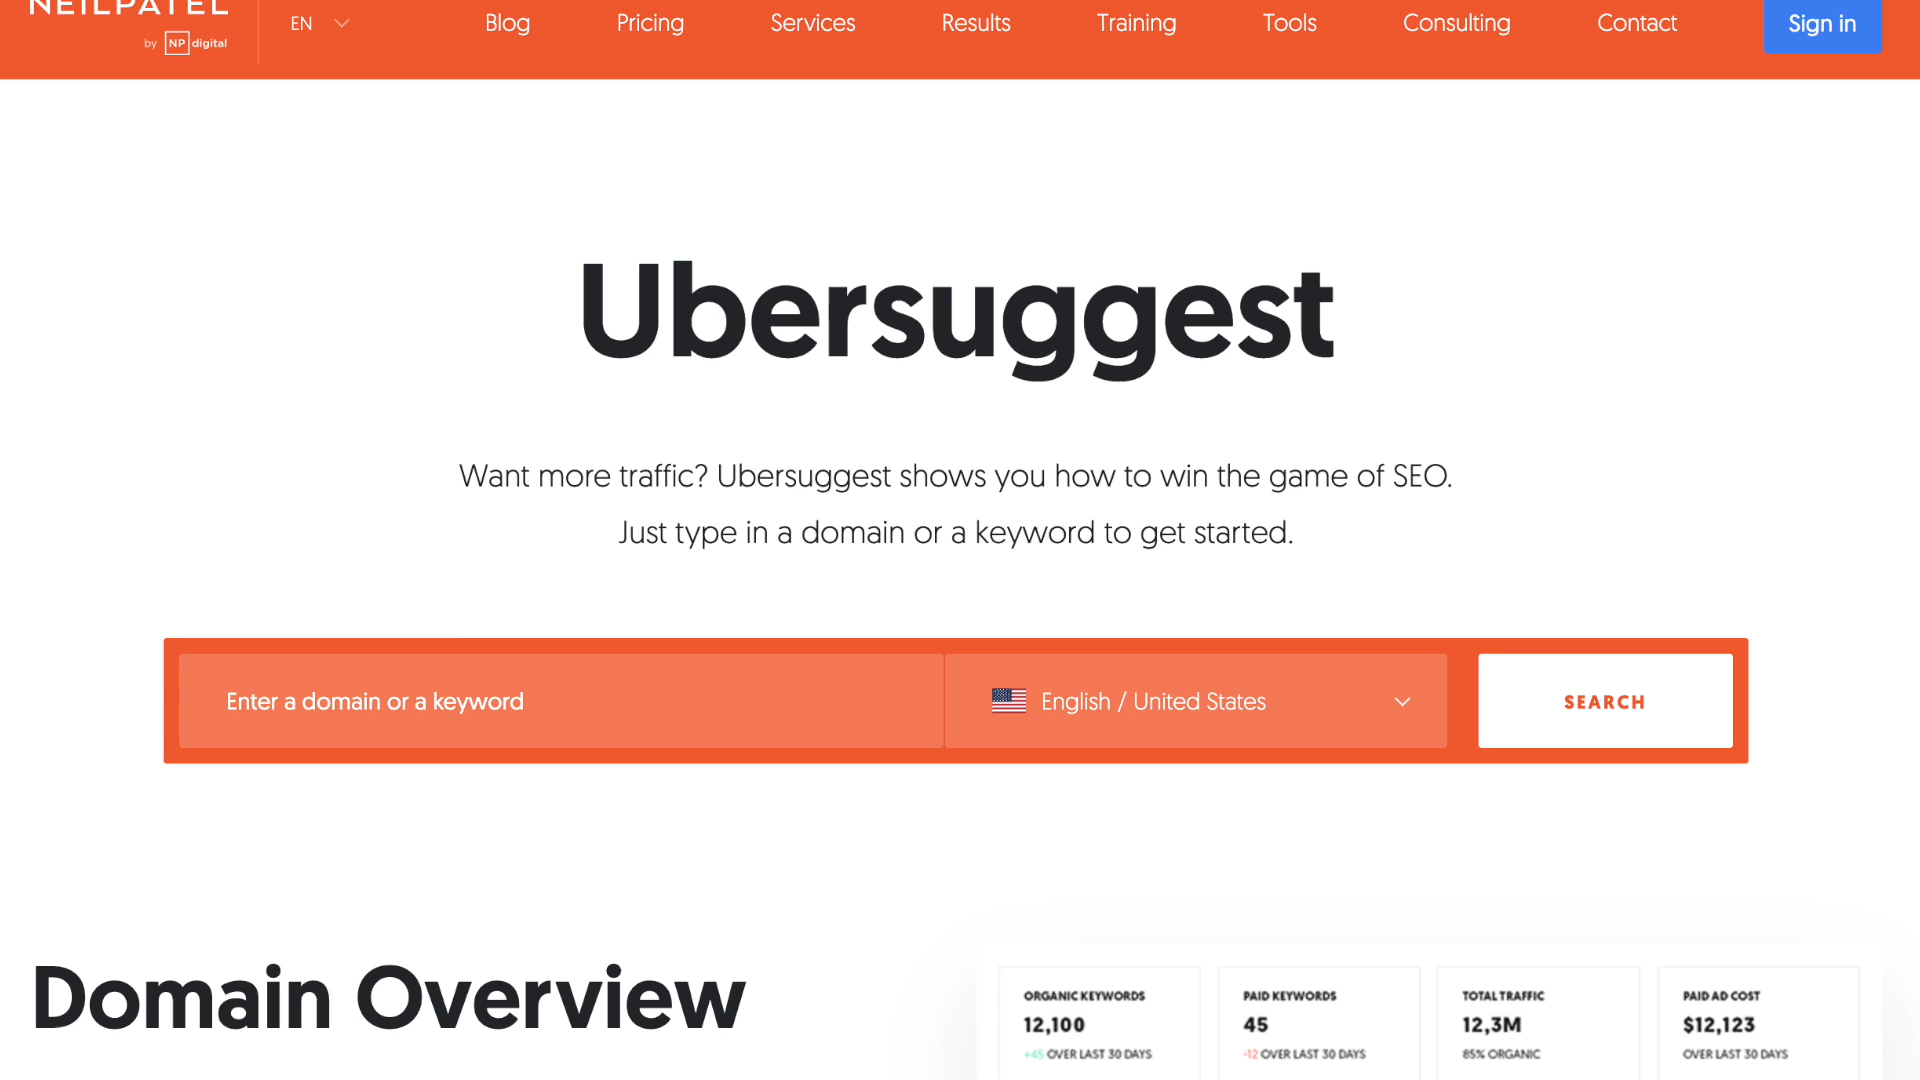 NEILPATEL
by NP digital
EN
Blog
Pricing
Services
Results
Training
Tools
Consulting
Contact
Sign in
Ubersuggest
Want more traffic? Ubersuggest shows you how to win the game of SEO.
Just type in a domain or a keyword to get started.
Enter a domain or a keyword
English / United States
SEARCH
Domain Overview
ORGANIC KEYWORDS
12,100
+45 OVER LAST 30 DAYS
PAID KEYWORDS
45
-12 OVER LAST 30 DAYS
TOTAL TRAFFIC
12,3M
85% ORGANIC
PAID AD COST
$12,123
OVER LAST 30 DAYS